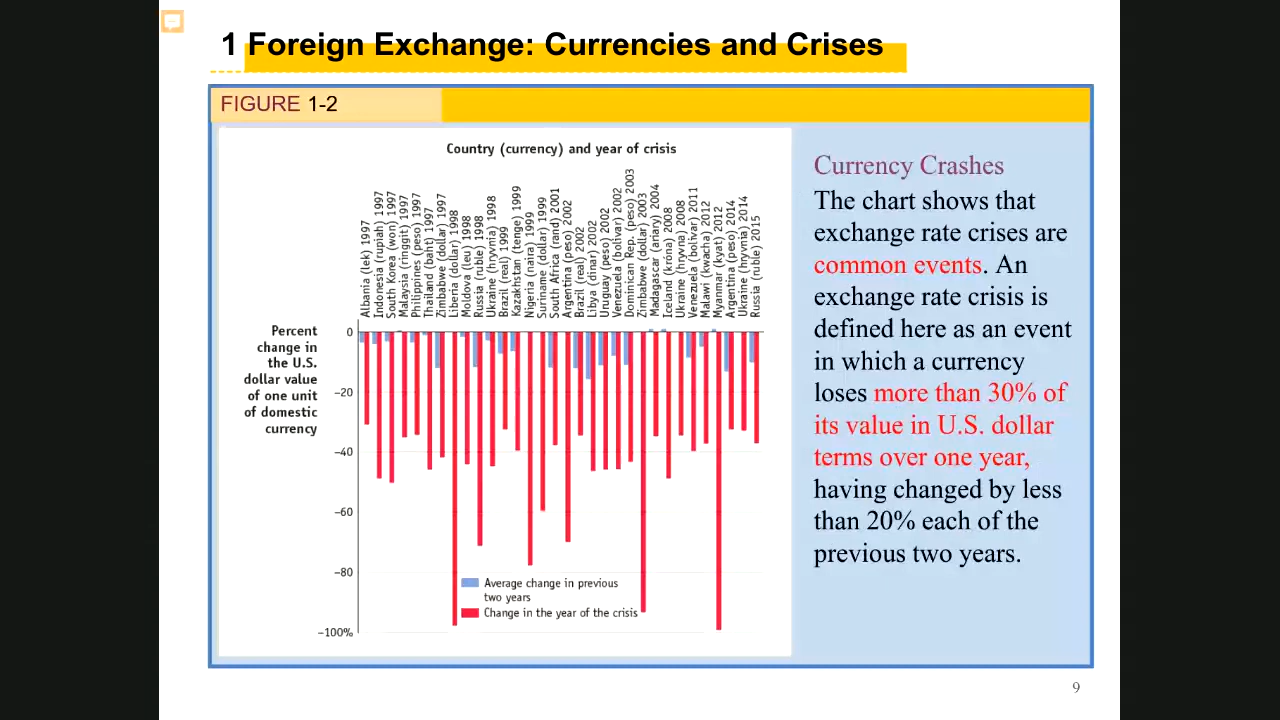 1 Foreign Exchange: Currencies and Crises
FIGURE 1-2
Country (currency) and year of crisis
Albania (lek) 1997
Indonesia (rupiah) 1997
South Korea (won) 1997
Malaysia (ringgit) 1997
Philippines (peso) 1997
Thailand (baht) 1997
Zimbabwe (dollar) 1997
Liberia (dollar) 1998
Moldova (leu) 1998
Russia (ruble) 1998
Ukraine (hryvnia) 1998
Brazil (real) 1999
Kazakhstan (tenge) 1999
Nigeria (naira) 1999
Suriname (dollar) 1999
South Africa (rand) 2001
Argentina (peso) 2002
Brazil (real) 2002
Libya (dinar) 2002
Uruguay (peso) 2002
Venezuela (bolivar) 2002
Dominican Rep. (peso) 2003
Zimbabwe (dollar) 2003
Madagascar (ariary) 2004
Iceland (króna) 2008
Ukraine (hryvna) 2008
Venezuela (bolivar) 2011
Malawi (kwacha) 2012
Myanmar (kyat) 2012
Argentina (peso) 2014
Ukraine (hryvnia) 2014
Russia (ruble) 2015
Percent
change in
the U.S.
dollar value
of one unit
of domestic
currency
0
–20
–40
–60
–80
–100%
Average change in previous
two years
Change in the year of the crisis
Currency Crashes
The chart shows that
exchange rate crises are
common events. An
exchange rate crisis is
defined here as an event
in which a currency
loses more than 30% of
its value in U.S. dollar
terms over one year,
having changed by less
than 20% each of the
previous two years.
9